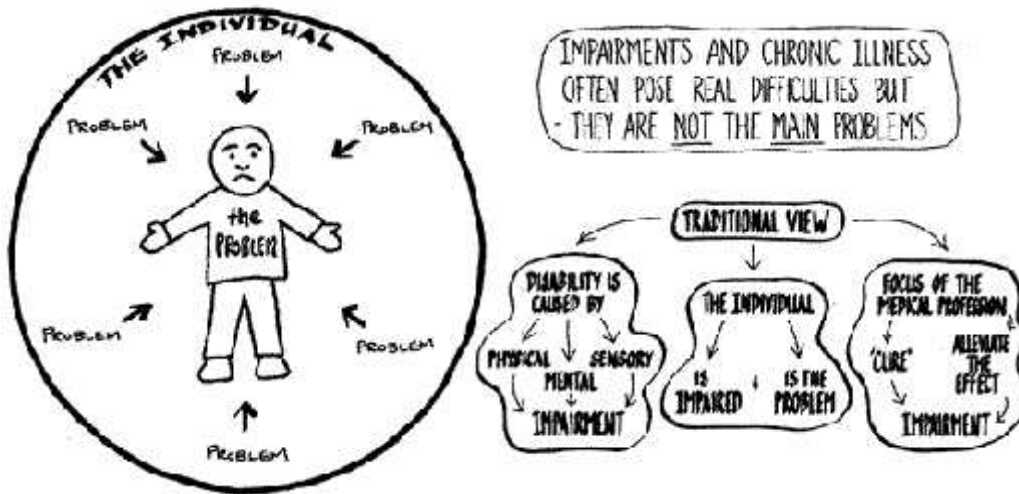 THE INDIVIDUAL
PROBLEM
PROBLEM
PROBLEM
the
PROBLEM
PROBLEM
PROBLEM
PROBLEM
IMPAIRMENTS AND CHRONIC ILLNESS
OFTEN POSE REAL DIFFICULTIES BUT
- THEY ARE NOT THE MAIN PROBLEMS
TRADITIONAL VIEW
DISABILITY IS
CAUSED BY
PHYSICAL
SENSORY
MENTAL
IMPAIRMENT
THE INDIVIDUAL
IS
IMPAIRED
IS THE
PROBLEM
FOCUS OF THE
MEDICAL PROFESSION
"CURE"
ALLEVIATE
THE
EFFECT
IMPAIRMENT